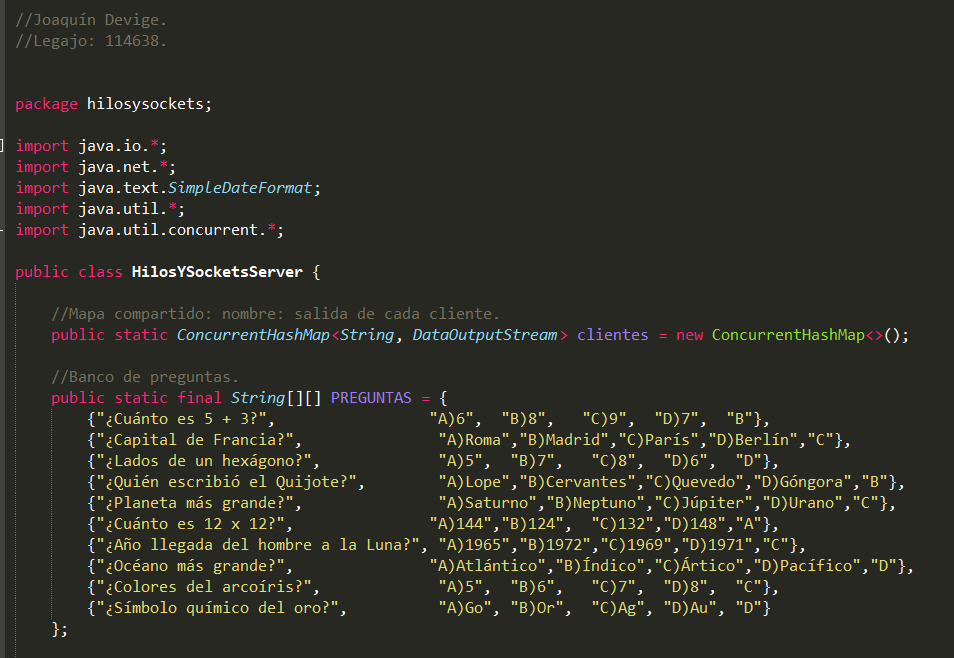 //Joaquín Devige.
//Legajo: 114638.
package hilosysockets;
import java.io.*;
import java.net.*;
import java.text.SimpleDateFormat;
import java.util.*;
import java.util.concurrent.*;
public class HilosYSocketsServer {
//Mapa compartido: nombre: salida de cada cliente.
public static ConcurrentHashMap<String, DataOutputStream> clientes = new ConcurrentHashMap<>();
//Banco de preguntas.
public static final String[][] PREGUNTAS = {
{"¿Cuánto es 5 + 3?", "A)6", "B)8", "C)9", "D)7", "B"},
{"¿Capital de Francia?", "A)Roma","B)Madrid","C)París","D)Berlín","C"},
{"¿Lados de un hexágono?", "A)5", "B)7", "C)8", "D)6", "D"},
{"¿Quién escribió el Quijote?", "A)Lope","B)Cervantes","C)Quevedo","D)Góngora","B"},
{"¿Planeta más grande?", "A)Saturno","B)Neptuno","C)Júpiter","D)Urano","C"},
{"¿Cuánto es 12 x 12?", "A)144","B)124", "C)132","D)148","A"},
{"¿Año llegada del hombre a la Luna?", "A)1965","B)1972","C)1969","D)1971","C"},
{"¿Océano más grande?", "A)Atlántico","B)Índico","C)Ártico","D)Pacífico","D"},
{"¿Colores del arcoíris?", "A)5", "B)6", "C)7", "D)8", "C"},
{"¿Símbolo químico del oro?", "A)Go", "B)Or", "C)Ag", "D)Au", "D"}
};